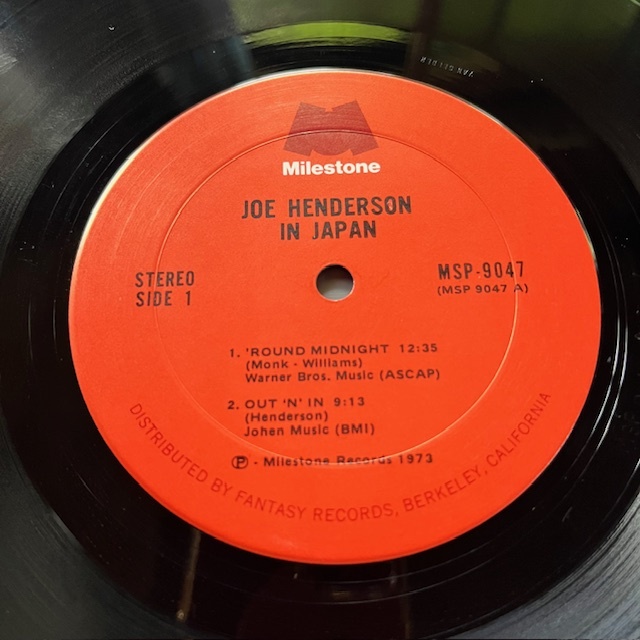 VAN GELDER
Milestone
JOE HENDERSON
IN JAPAN
STEREO
SIDE 1
MSP-9047
(MSP 9047 A)
1. 'ROUND MIDNIGHT 12:35
(Monk - Williams)
Warner Bros. Music (ASCAP)
2. OUT 'N' IN 9:13
(Henderson)
Johen Music (BMI)
Ⓟ - Milestone Records 1973
DISTRIBUTED BY FANTASY RECORDS, BERKELEY, CALIFORNIA